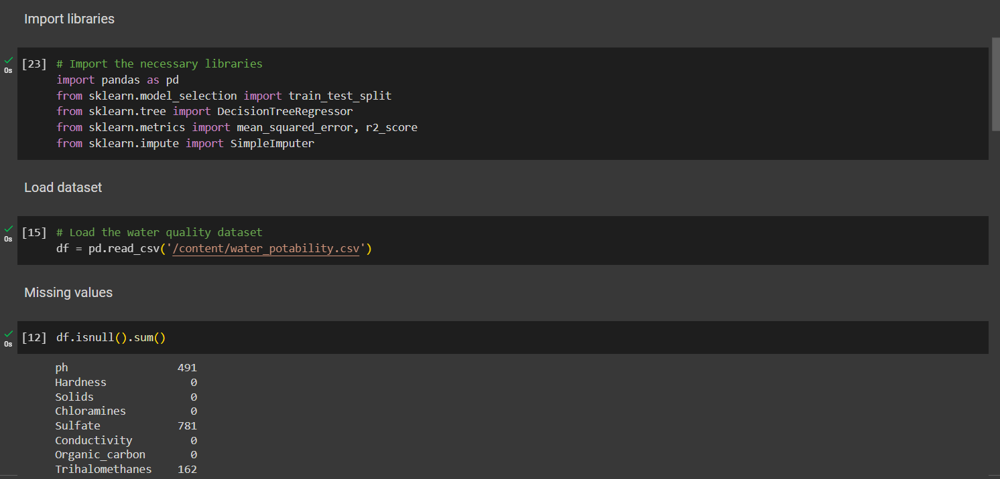 Import libraries
0s
[23] # Import the necessary libraries
import pandas as pd
from sklearn.model_selection import train_test_split
from sklearn.tree import DecisionTreeRegressor
from sklearn.metrics import mean_squared_error, r2_score
from sklearn.impute import SimpleImputer
Load dataset
0s
[15] # Load the water quality dataset
df = pd.read_csv('/content/water_potability.csv')
Missing values
0s
[12] df.isnull().sum()
ph 491
Hardness 0
Solids 0
Chloramines 0
Sulfate 781
Conductivity 0
Organic_carbon 0
Trihalomethanes 162